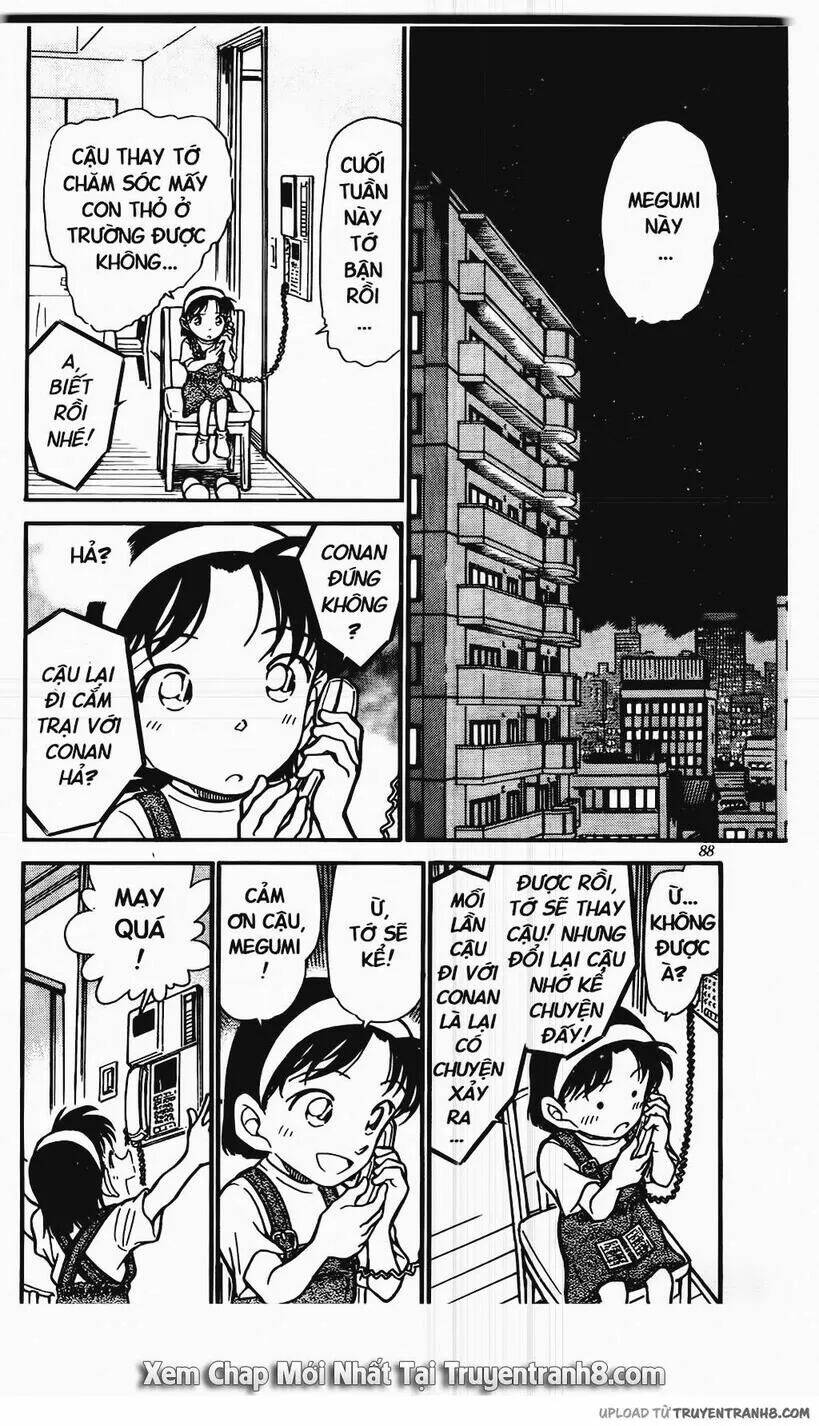 MEGUMI
NÀY
...
CUỐI
TUẦN
NÀY
TỚ
BẬN
RỒI
...
CẬU THAY TỚ
CHĂM SÓC MẤY
CON THỎ Ở
TRƯỜNG ĐƯỢC
KHÔNG...
A,
BIẾT
RỒI
NHÉ!
CONAN
ĐÚNG
KHÔNG
?
HẢ?
CẬU LẠI
ĐI CẮM
TRẠI VỚI
CONAN
HẢ?
88
Ừ...
KHÔNG
ĐƯỢC
À?
ĐƯỢC RỒI,
TỚ SẼ THAY
CẬU! NHƯNG
ĐỔI LẠI CẬU
NHỚ KỂ
CHUYỆN
ĐẤY!
MỖI
LẦN
CẬU
ĐI VỚI
CONAN
LÀ LẠI
CÓ
CHUYỆN
XẢY
RA
...
Ừ,
TỚ SẼ
KỂ!
CẢM
ƠN CẬU,
MEGUMI
!
MAY
QUÁ
!
Xem Chap Mới Nhất Tại Truyentranh8.com
UPLOAD TỪ TRUYENTRANH8.COM